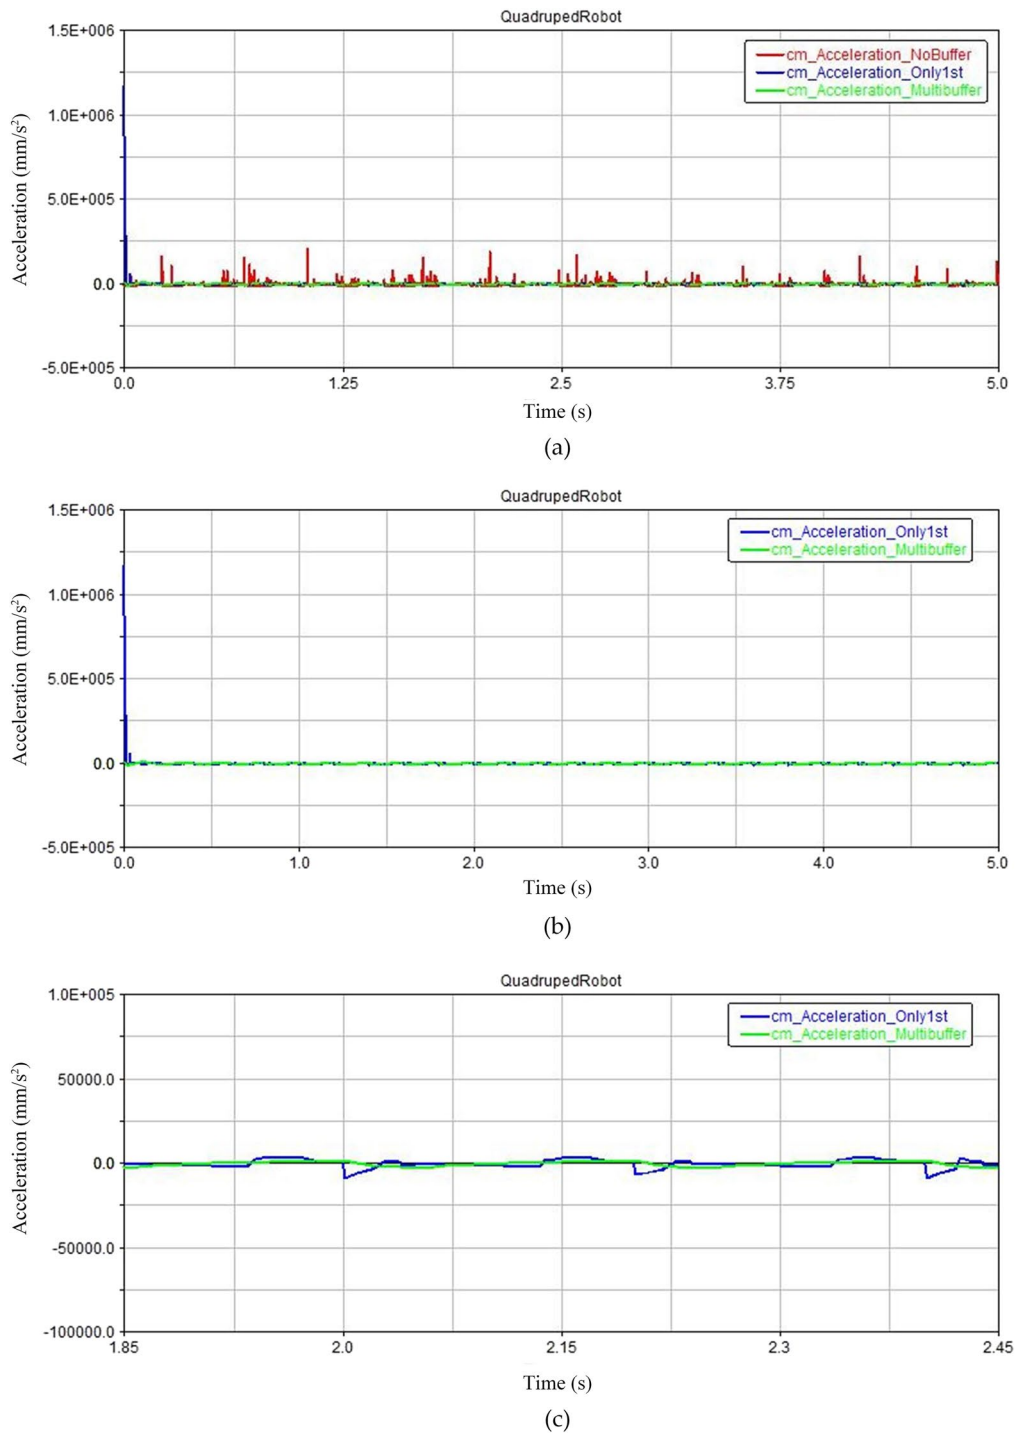 QuadrupedRobot
1.5E+006
cm_Acceleration_NoBuffer
cm_Acceleration_Only1st
cm_Acceleration_Multibuffer
1.0E+006
5.0E+005
0.0
-5.0E+005
Acceleration (mm/s²)
0.0 1.25 2.5 3.75 5.0
Time (s)
(a)
QuadrupedRobot
1.5E+006
cm_Acceleration_Only1st
cm_Acceleration_Multibuffer
1.0E+006
5.0E+005
0.0
-5.0E+005
Acceleration (mm/s²)
0.0 1.0 2.0 3.0 4.0 5.0
Time (s)
(b)
QuadrupedRobot
1.0E+005
cm_Acceleration_Only1st
cm_Acceleration_Multibuffer
50000.0
0.0
-50000.0
-100000.0
Acceleration (mm/s²)
1.85 2.0 2.15 2.3 2.45
Time (s)
(c)